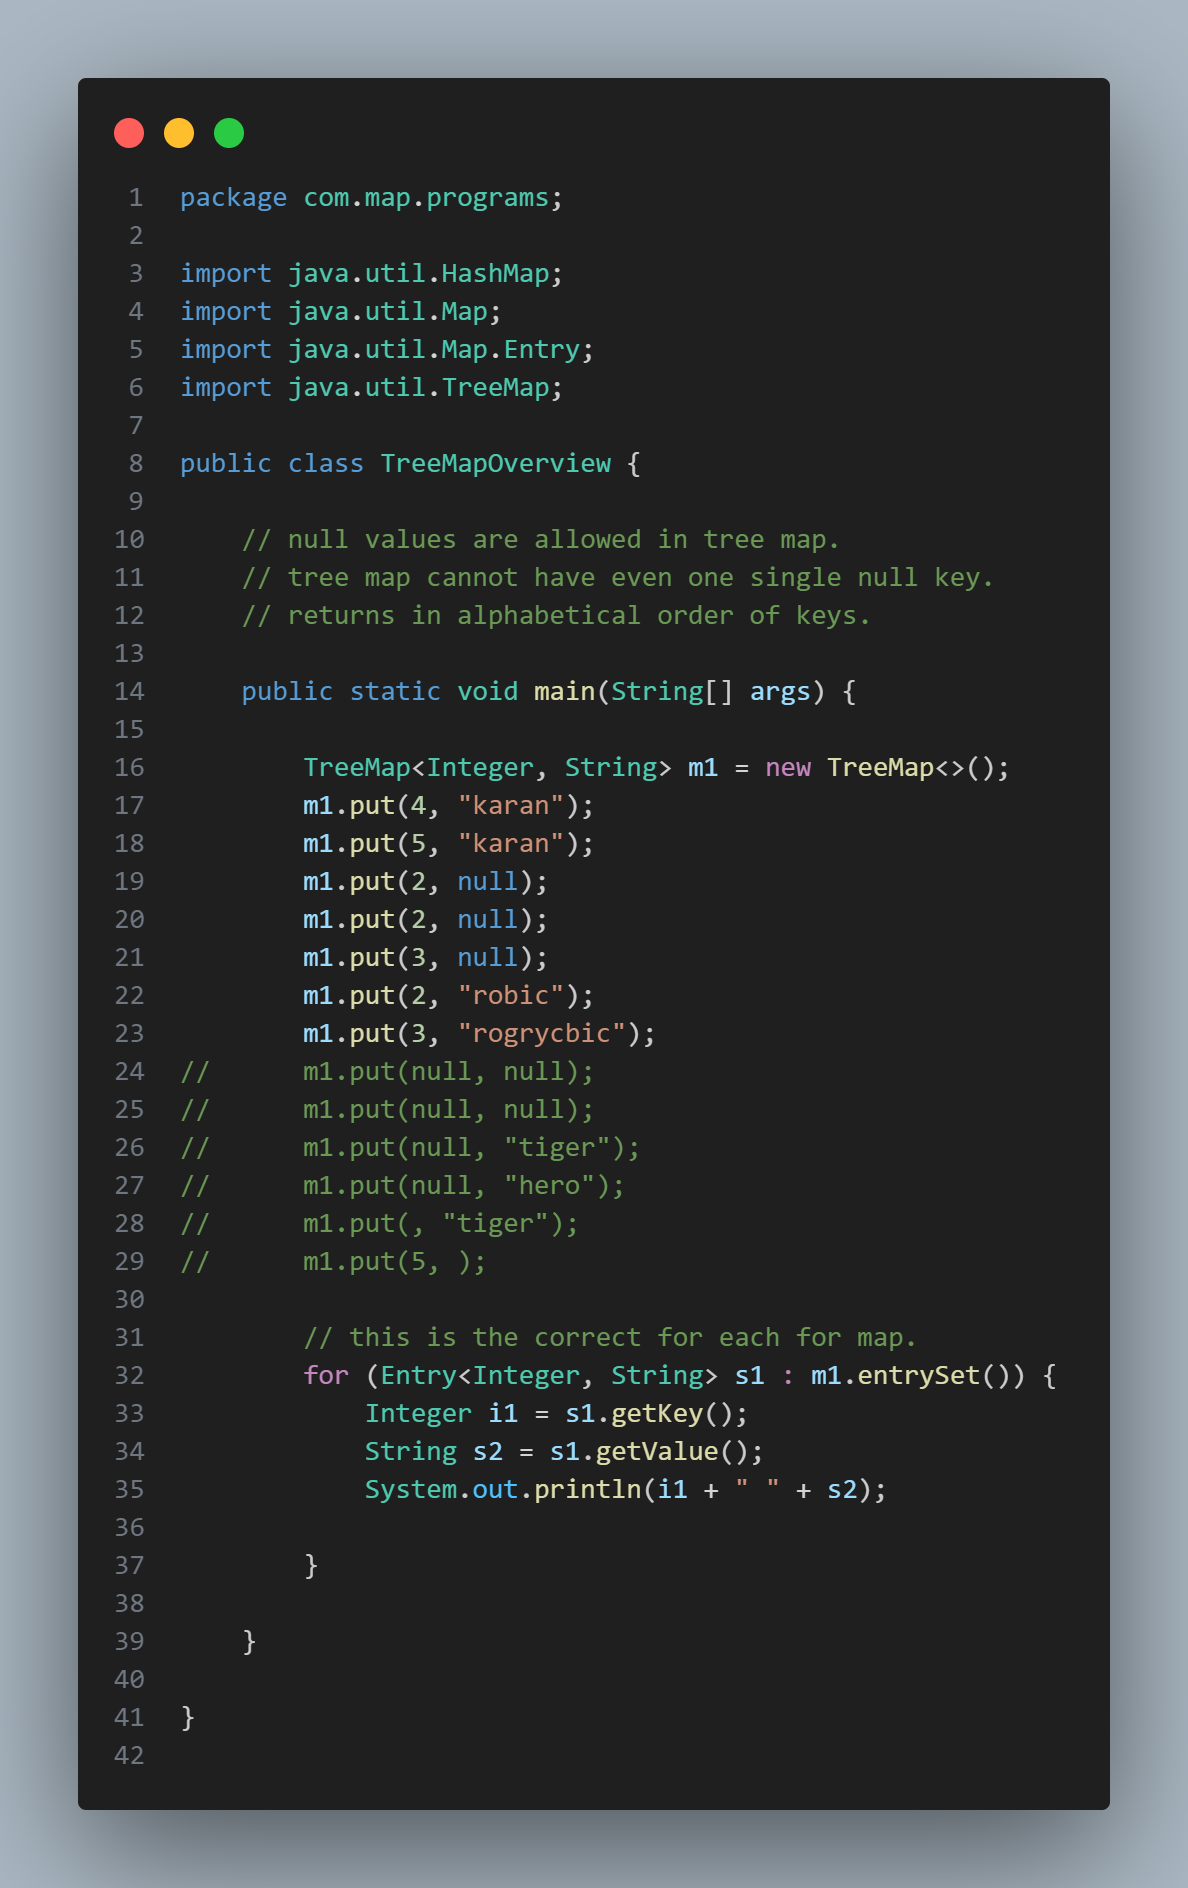 1 package com.map.programs;
2
3 import java.util.HashMap;
4 import java.util.Map;
5 import java.util.Map.Entry;
6 import java.util.TreeMap;
7
8 public class TreeMapOverview {
9
10     // null values are allowed in tree map.
11     // tree map cannot have even one single null key.
12     // returns in alphabetical order of keys.
13
14     public static void main(String[] args) {
15
16         TreeMap<Integer, String> m1 = new TreeMap<>();
17         m1.put(4, "karan");
18         m1.put(5, "karan");
19         m1.put(2, null);
20         m1.put(2, null);
21         m1.put(3, null);
22         m1.put(2, "robic");
23         m1.put(3, "rogrycbic");
24 //      m1.put(null, null);
25 //      m1.put(null, null);
26 //      m1.put(null, "tiger");
27 //      m1.put(null, "hero");
28 //      m1.put(, "tiger");
29 //      m1.put(5, );
30
31         // this is the correct for each for map.
32         for (Entry<Integer, String> s1 : m1.entrySet()) {
33             Integer i1 = s1.getKey();
34             String s2 = s1.getValue();
35             System.out.println(i1 + " " + s2);
36
37         }
38
39     }
40
41 }
42